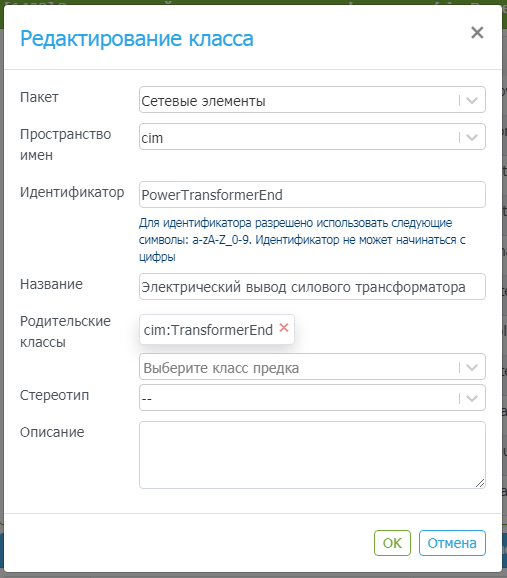 Редактирование класса
Пакет
Сетевые элементы
Пространство
имен
cim
Идентификатор
PowerTransformerEnd
Для идентификатора разрешено использовать следующие
символы: a-zA-Z_0-9. Идентификатор не может начинаться с
цифры
Название
Электрический вывод силового трансформатора
Родительские
классы
cim:TransformerEnd
Выберите класс предка
Стереотип
--
Описание
OK
Отмена